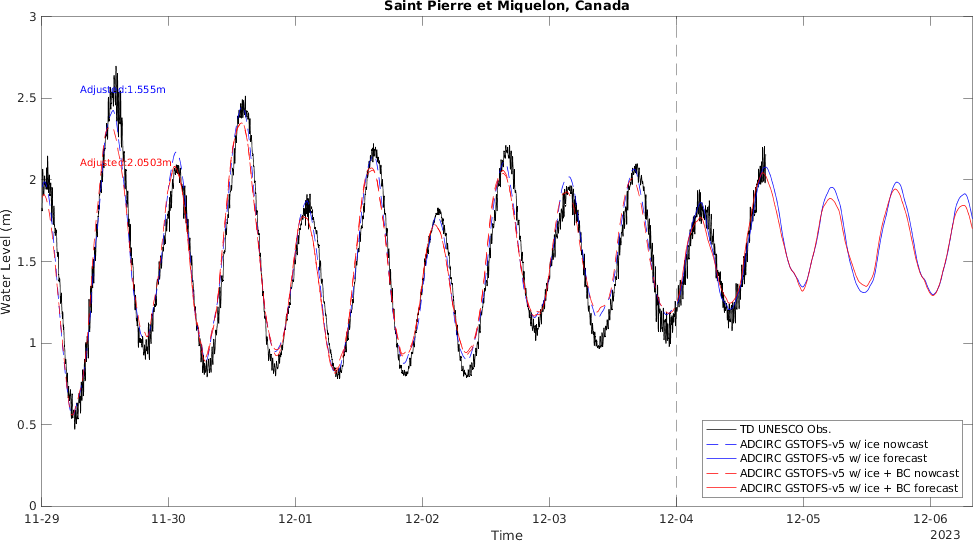 Saint Pierre et Miquelon, Canada
3
2.5
2
1.5
1
0.5
0
Water Level (m)
Adjusted:1.555m
Adjusted:2.0503m
TD UNESCO Obs.
ADCIRC GSTOFS-v5 w/ ice nowcast
ADCIRC GSTOFS-v5 w/ ice forecast
ADCIRC GSTOFS-v5 w/ ice + BC nowcast
ADCIRC GSTOFS-v5 w/ ice + BC forecast
11-29 11-30 12-01 12-02 12-03 12-04 12-05 12-06
Time
2023